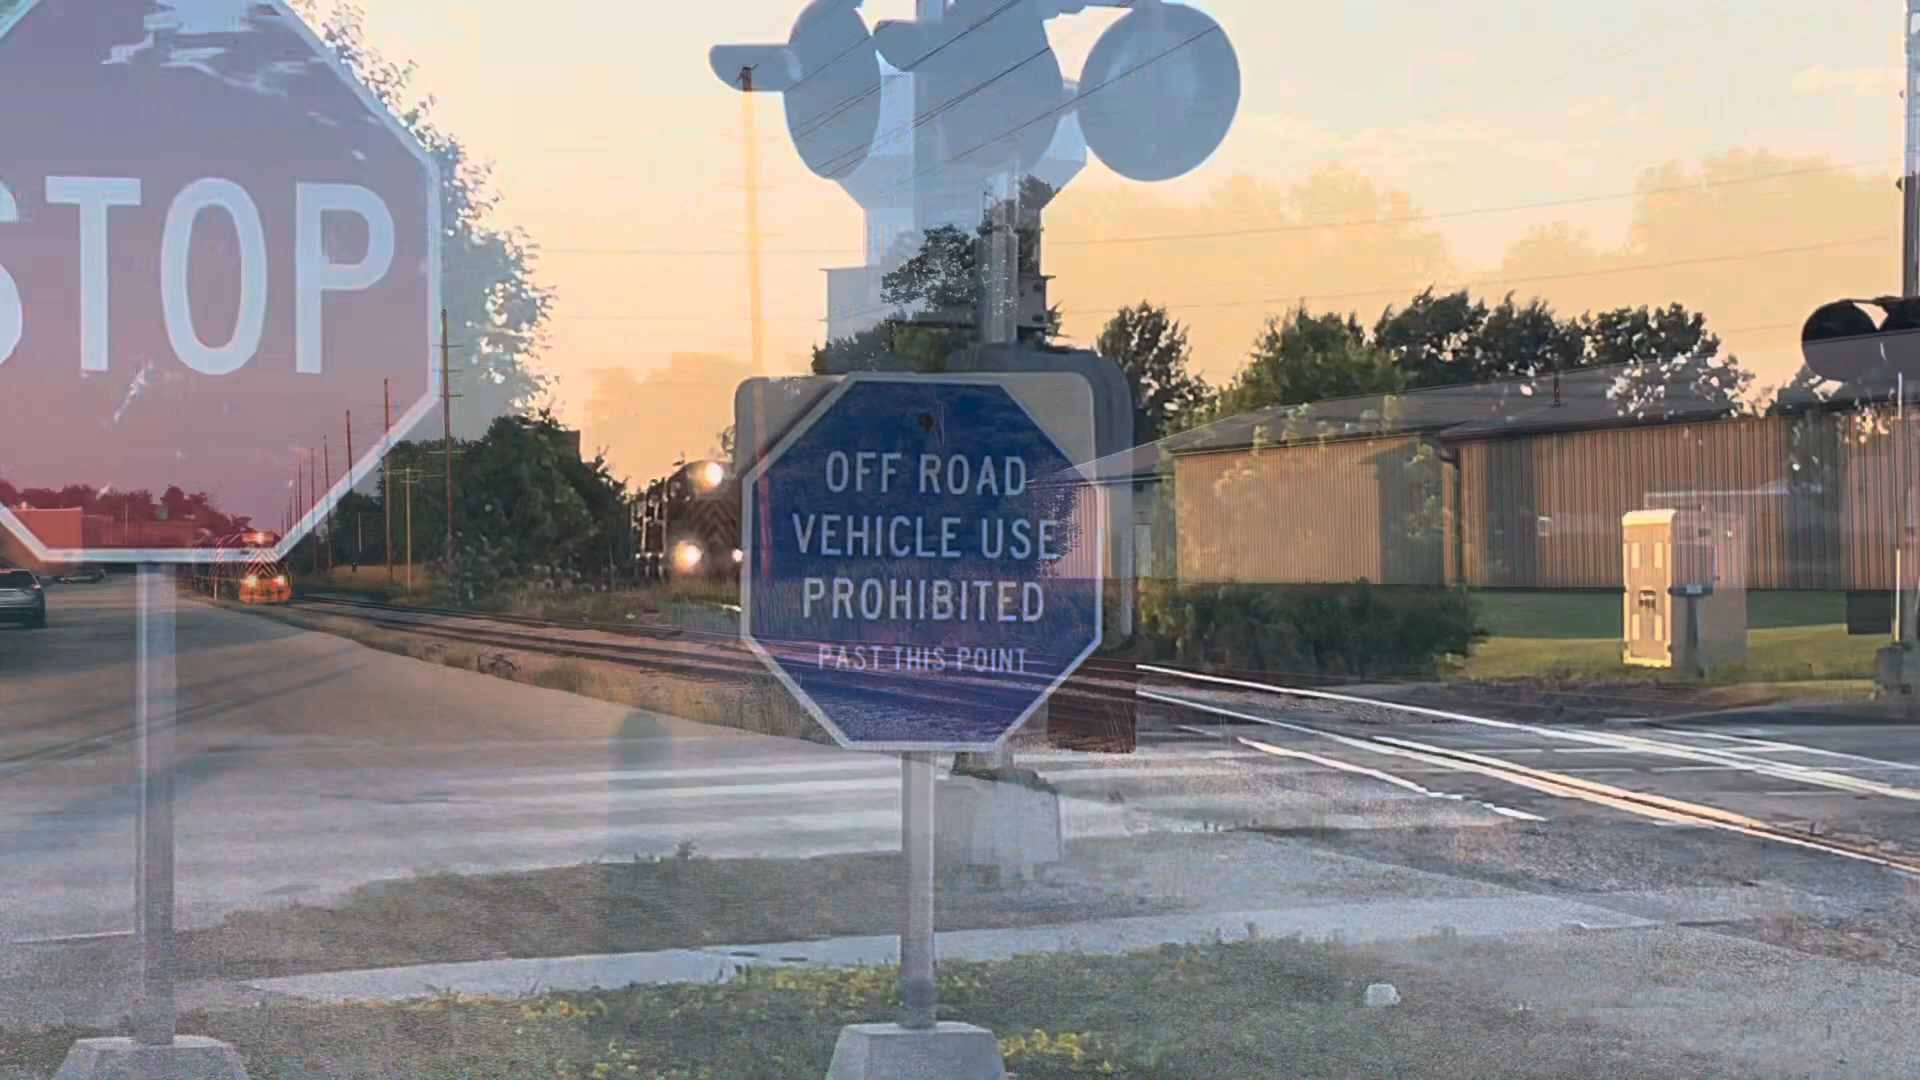 STOP
OFF ROAD
VEHICLE USE
PROHIBITED
PAST THIS POINT